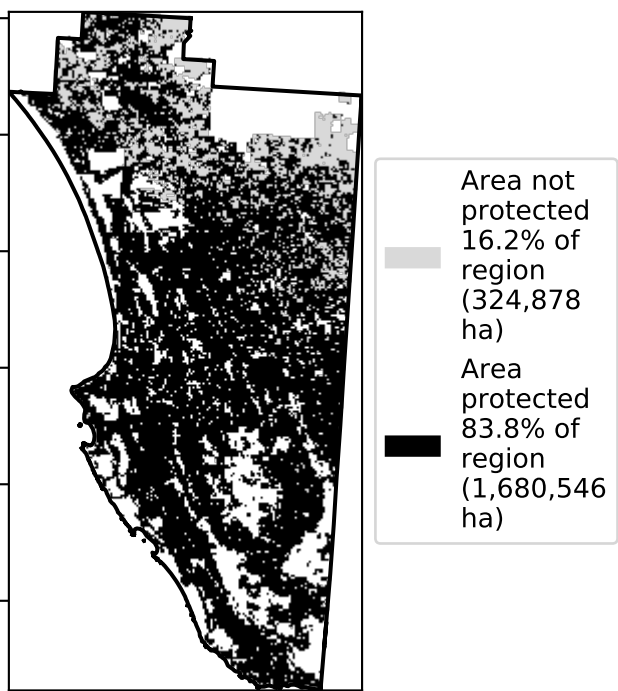 Area not
protected
16.2% of
region
(324,878
ha)
Area
protected
83.8% of
region
(1,680,546
ha)